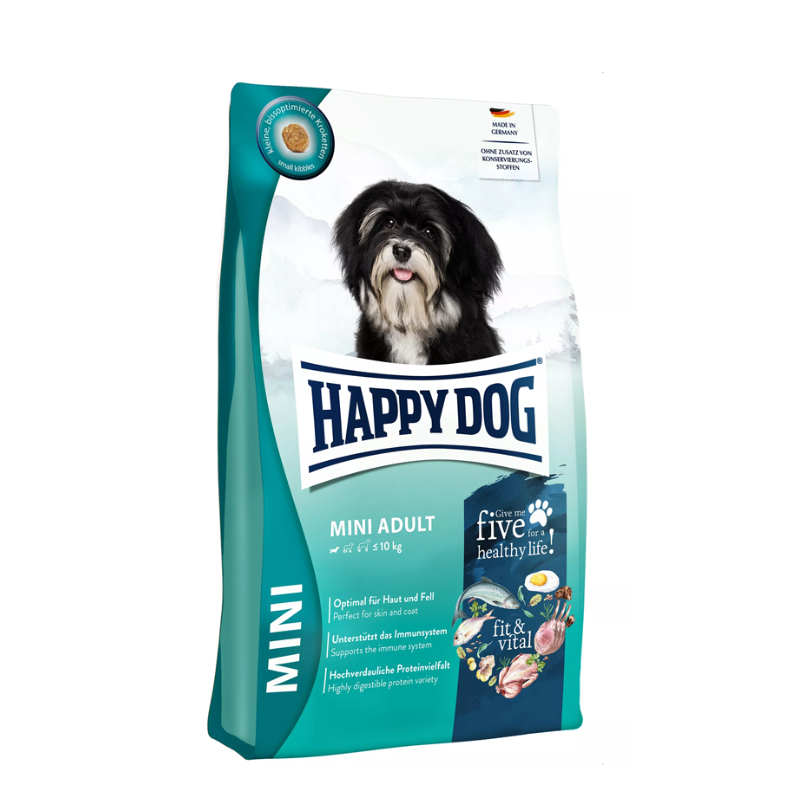 kleine, bissoptimierte Kroketten
small kibbles
MADE IN
GERMANY
OHNE ZUSATZ VON
KONSERVIERUNGS-
STOFFEN
HAPPY DOG®
MINI ADULT
≤ 10 kg
Give me
five for a
healthy life!
Optimal für Haut und Fell
Perfect for skin and coat
Unterstützt das Immunsystem
Supports the immune system
Hochverdauliche Proteinvielfalt
Highly digestible protein variety
fit &
vital
MINI